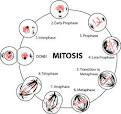 2.Early Prophase
1.Interphase
3.Prophase
DONE!
MITOSIS
4.Late Prophase
8.Telophase
5.Transition to
Metaphase
7.Anaphase
6.Metaphase